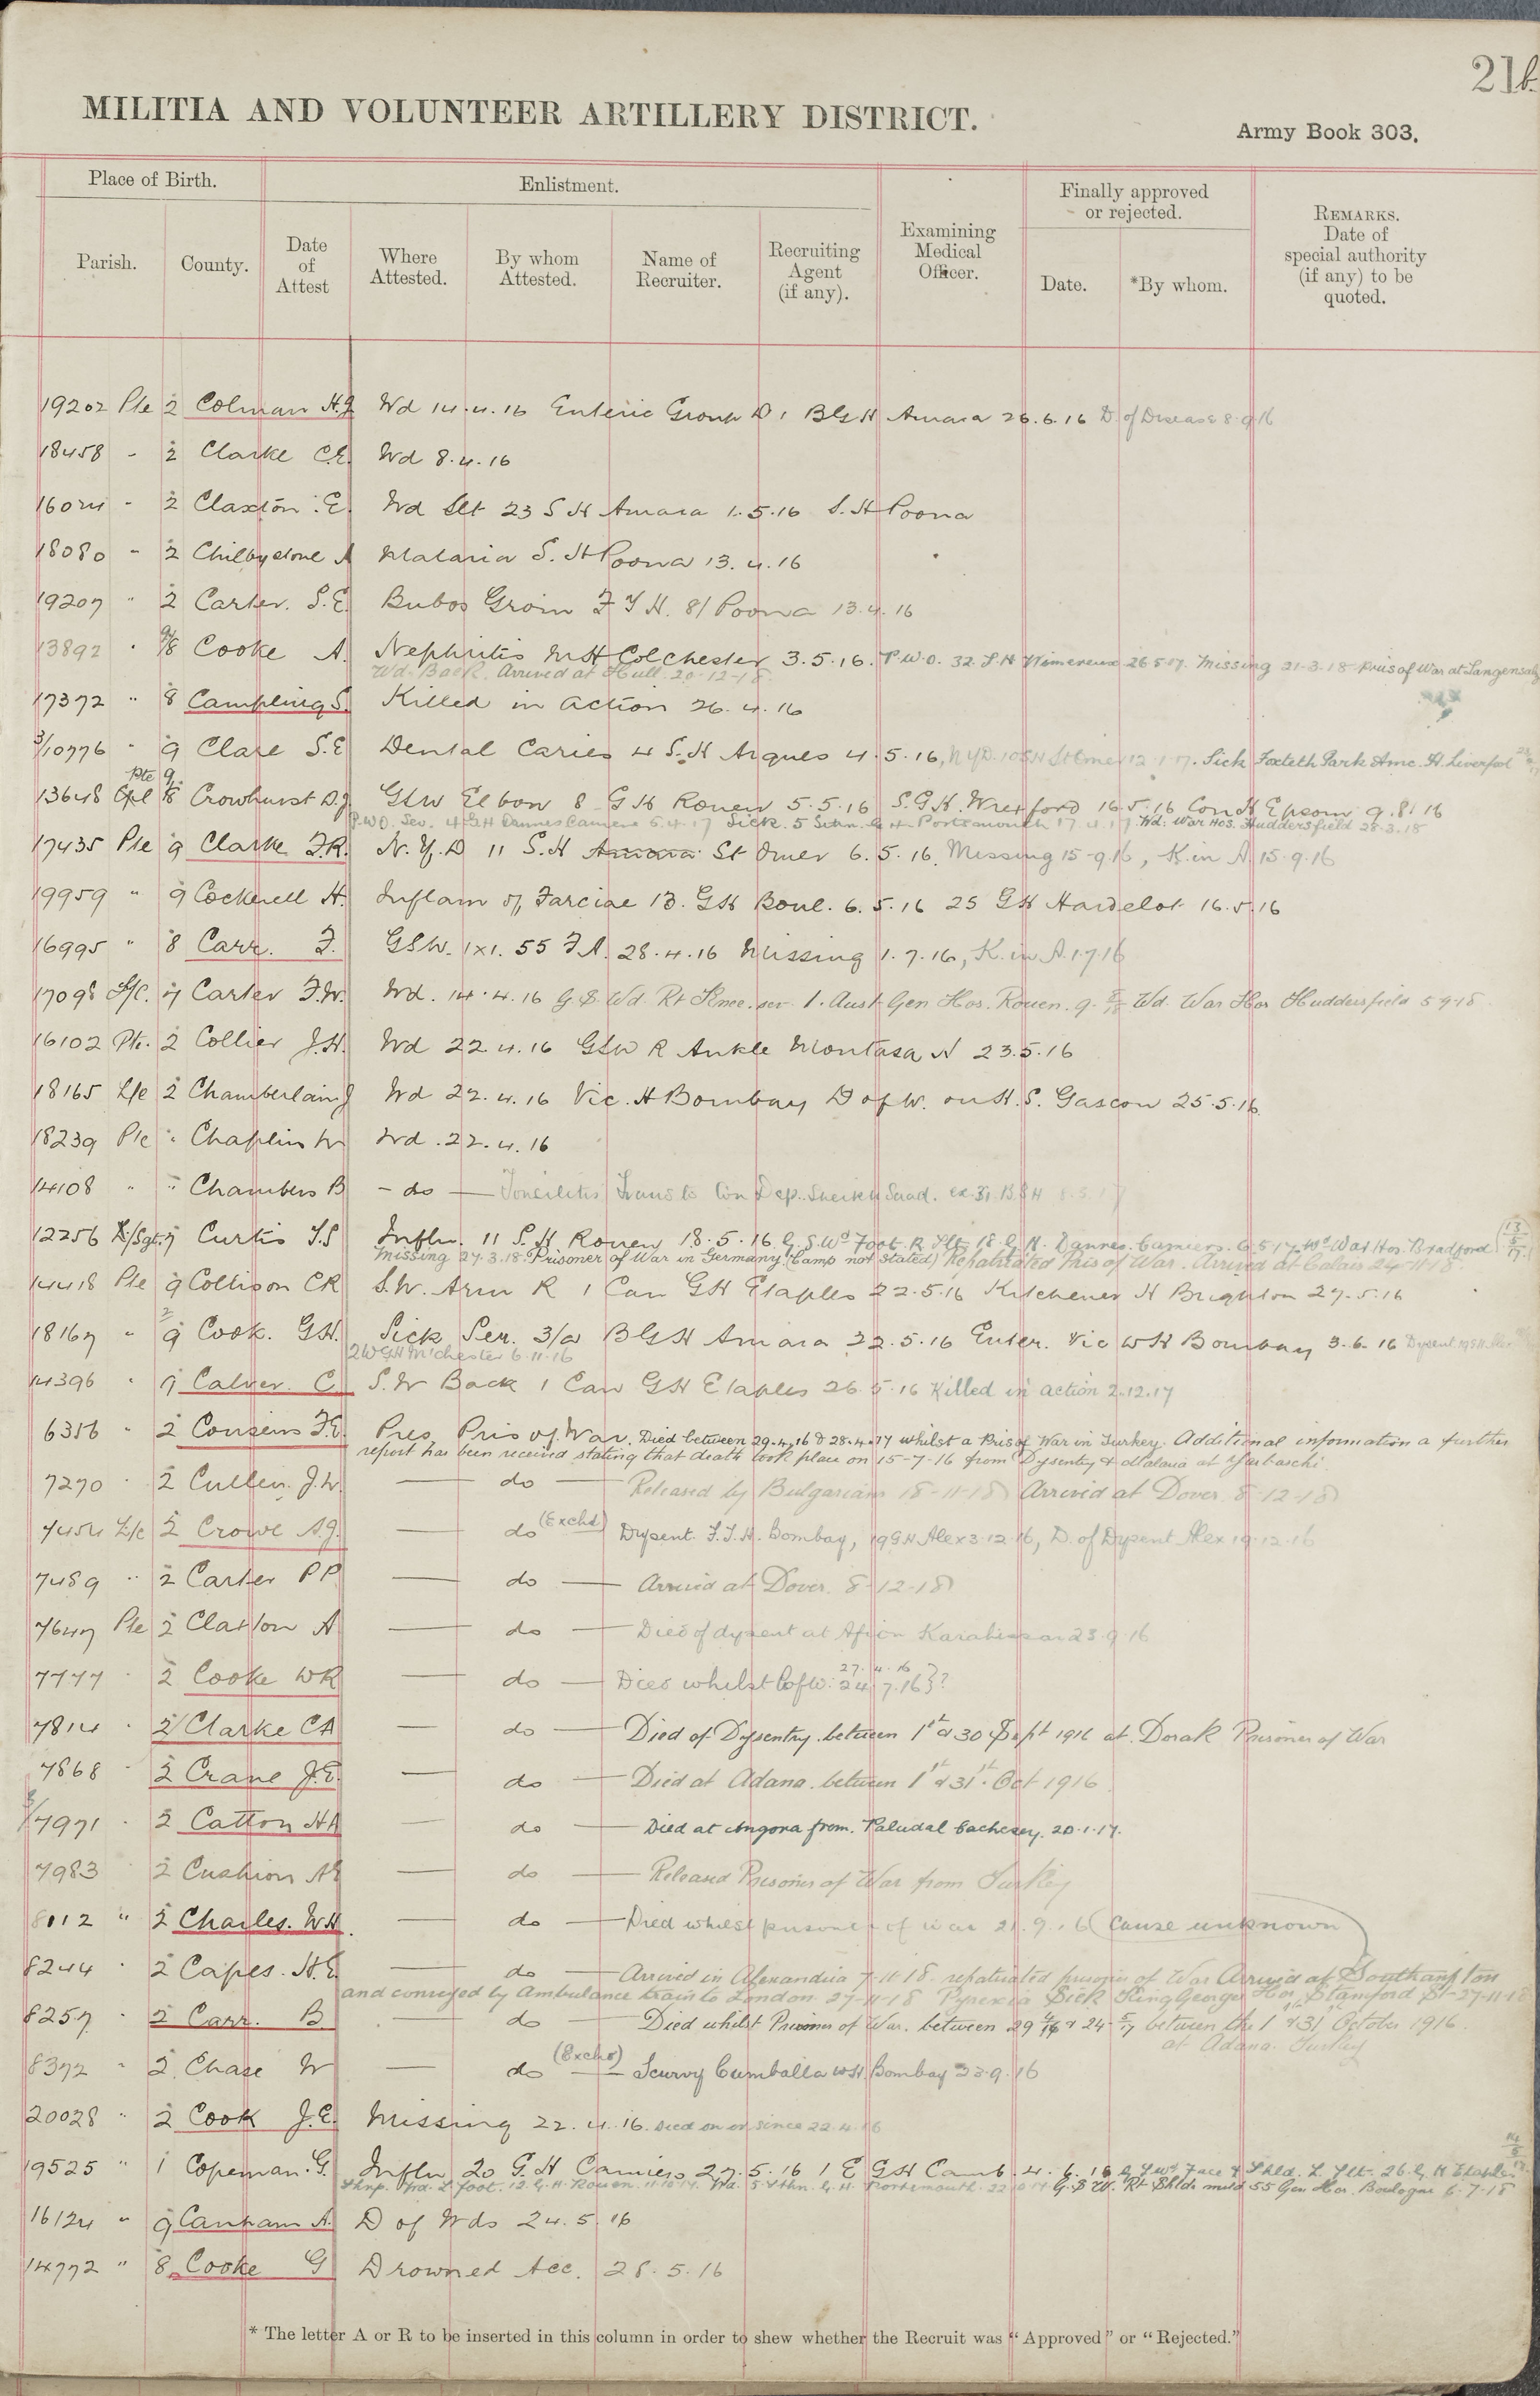 21b.
MILITIA AND VOLUNTEER ARTILLERY DISTRICT.
Army Book 303.
Place of Birth. Enlistment. Examining Medical Officer. Finally approved or rejected. REMARKS. Date of special authority (if any) to be quoted.
Parish. County. Date of Attest Where Attested. By whom Attested. Name of Recruiter. Recruiting Agent (if any). Date. *By whom.
19202 Pte 2 Colman H.J. Wd 14.4.16 Enteric Group D 1 BGH Amara 26.6.16 D. of Disease 8.9.16
18458 " 2 Clarke C.E. Wd 8.4.16
16024 " 2 Claxton E. Wd Slt 23 S H Amara 1.5.16 S.H Poona
18080 " 2 Chilbystone A Malaria S.H Poona 13.4.16
19207 " 2 Carter. S.E. Bubos Groin F T H. 8/ Poona 13.4.16
13892 " 9/8 Cooke A. Nephritis M H Colchester 3.5.16. P.W.O. 32. S.H Wimereux 26.5.17. Missing 21-3-18 Pris of War at Langensalz
Wd. Back. Arrived at Hull. 20-12-18
17372 " 8 Campling S. Killed in action 26.4.16
3/10776 " 9 Clare S.E Dental Caries 4 S.H Arques 4.5.16, N.Y.D. 10 S H St Omer 12.1.17. Sick Toxteth Park Amc. H. Liverpool
Pte 9
13648 Cpl 8 Crowhurst D.J. GSW Elbow 8 G H Rouen 5.5.16 S.G.H. Wrexford 16.5.16 Con H Epsom 9.8.16
P.W.O. Sev. 4 G.H Dannes Camiers 5.4.17 Sick. 5 Sthn. G H. Portsmouth 17.4.17 Wd. War Hos. Huddersfield 28.3.18
17435 Pte 9 Clarke F.R. N.Y.D 11 S.H Amara St Omer 6.5.16. Missing 15-9.16, K. in A. 15.9.16
19959 " 9 Cockerell H. Inflam of Farciae 13. GH Boul. 6.5.16 25 GH Hardelot 16.5.16
16995 " 8 Carr. F. GSW. 1x1. 55 F.A. 28.4.16 Missing 1.7.16, K. in A. 1.7.16
17098 L/C. 7 Carter F.W. Wd. 14.4.16 G.S. Wd Rt Knee. sev 1. Aust. Gen Hos. Rouen. 9. 5/18 Wd. War Hos Huddersfield 5-9-18
16102 Pte. 2 Collier J.H. Wd 22.4.16 GSW R Ankle Montasa H 23.5.16
18165 L/c 2 Chamberlain J Wd 22.4.16 Vic. H Bombay D of W. on H.S. Gascon 25.5.16
18239 Pte " Chaplin W Wd. 22.4.16
14108 " " Chambers B - do — Tonsilitis Trans to Con Dep. Sheikh Saad. ex 31. B.G H 8.5.17
12256 L/Sgt. 7 Curtis T.S Influ. 11 S.H Rouen 18.5.16 G.S.Wd Foot. R Slt 18. G.H. Dannes. Camiers. 6.5.17. Wd War Hos. Bradford 13/5/17
Missing 27.3.18. Prisoner of War in Germany (Camp not stated) Repatriated Pris of War. Arrived at Calais 24-11-18.
14418 Pte 9 Collison CR S.W. Arm R 1 Can GH Etaples 22.5.16 Kitchener H Brighton 27.5.16
18167 " 2 9 Cook. G.H. Sick Ser. 3/a BGH Amara 22.5.16 Enter. Vic WH Bombay 3.6.16
2WGH M'chester 6.11.16
14396 " 7 Calver. C. S.W Back 1 Can GH Etaples 26.5.16 Killed in action 2.12.17
6356 " 2 Cousins F.E. Pres Pris of War. Died between 29.4.16 & 28.4.17 whilst a Pris of War in Turkey. Additional information a further
report has been received stating that death took place on 15-7-16 from Dysentry & Malaria at Yarbaschi.
7270 " 2 Cullen. J.W. — do — Released by Bulgarians 18-11-18) Arrived at Dover 8-12-18)
7454 L/c 2 Crowe A.J. — do (Exchd) Dysent. F.T.H. Bombay, 19 G H Alex 3.12.16, D. of Dysent Alex 19.12.16
7489 " 2 Carter P P — do — Arrived at Dover. 8-12-18)
7647 Pte 2 Claxton A — do — Died of dysent at Afion Karahissar 23.9.16
7777 " 2 Cooke WR — do — Died whilst P of W. 27.4.16 24.7.16 }?
7814 " 2 Clarke CA — do — Died of Dysentry. between 1st & 30 Sept 1916 at. Dorak Prisoner of War
7868 " 2 Crane J.E. — do — Died at Adana. between 1st & 31st Oct 1916.
3/7971 " 2 Catton HA — do — Died at Angora from. Paludal Cachexy. 20.1.17.
7983 2 Cushion AE — do — Released Prisoner of War from Turkey
8112 " 2 Charles. W.H. — do — Died whilst prisoner of war 21.9.16 (Cause unknown
8244 " 2 Capes. H.E. — do — Arrived in Alexandria 7-11-18. repatriated prisoner of War Arrived at Southampton
and conveyed by Ambulance train to London 27-11-18 Pyrexia Sick King George Hos Stamford St-27-11-18
8257 " 2 Carr. B. — do — Died whilst Prisoner of War. between 29 4/16 & 24-5/17 between the 1st & 31st October 1916.
at Adana. Turkey
8372 " 2 Chase W — do (Exchd) — Scurvy Cumballa WH. Bombay 23.9.16
20028 " 2 Cook J.E. Missing 22.4.16. Died on or since 22.4.16
19525 " 1 Copeman. G. Influ 20 G.H Camiers 27.5.16 1 E GH Camb. 4.6.16 G.S.Wd Face & Shld. L. Slt. 26. G H Etaples
Shrap. Wd. L foot. 12. G. H. Rouen. 11.10.17. Wd. 5 Sthn. G. H. Portsmouth. 22.10.17 G.S.W. Rt Shldr. mild 55 Gen Hos. Boulogne 6-7-18
16124 " 9 Canham A. D of Wds 24.5.16
14772 " 8 Cooke G Drowned Acc. 28.5.16
* The letter A or R to be inserted in this column in order to shew whether the Recruit was "Approved" or "Rejected."